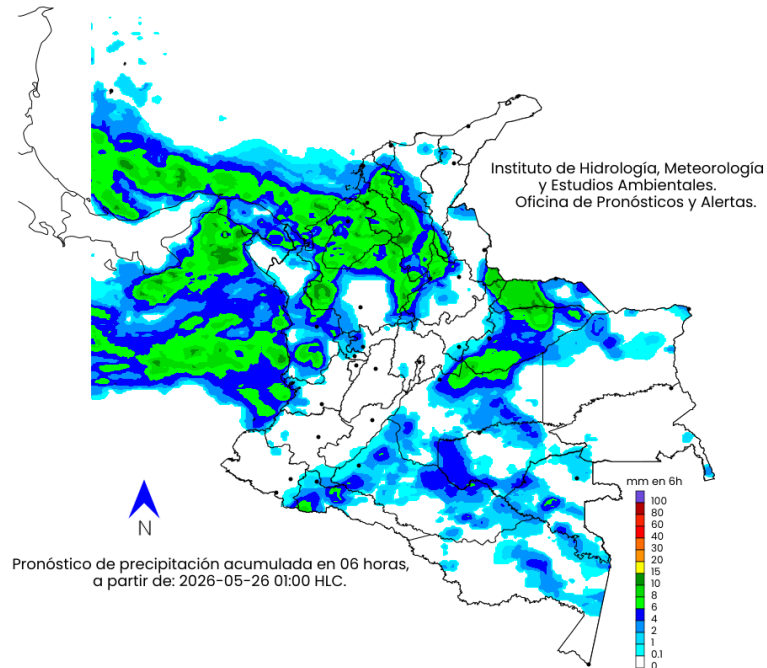 Instituto de Hidrología, Meteorología
y Estudios Ambientales.
Oficina de Pronósticos y Alertas.
mm en 6h
100
80
60
40
30
20
15
10
8
6
4
2
1
0.1
0
N
Pronóstico de precipitación acumulada en 06 horas,
a partir de: 2026-05-26 01:00 HLC.